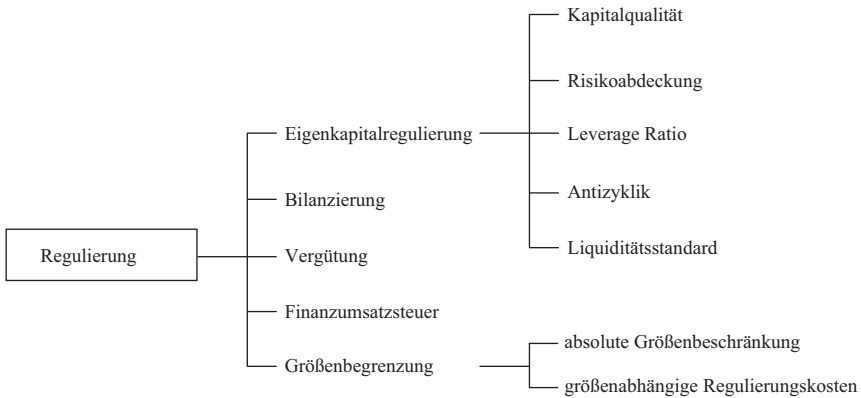 Regulierung
Eigenkapitalregulierung
Kapitalqualität
Risikoabdeckung
Leverage Ratio
Antizyklik
Liquiditätsstandard
Bilanzierung
Vergütung
Finanzumsatzsteuer
Größenbegrenzung
absolute Größenbeschränkung
größenabhängige Regulierungskosten